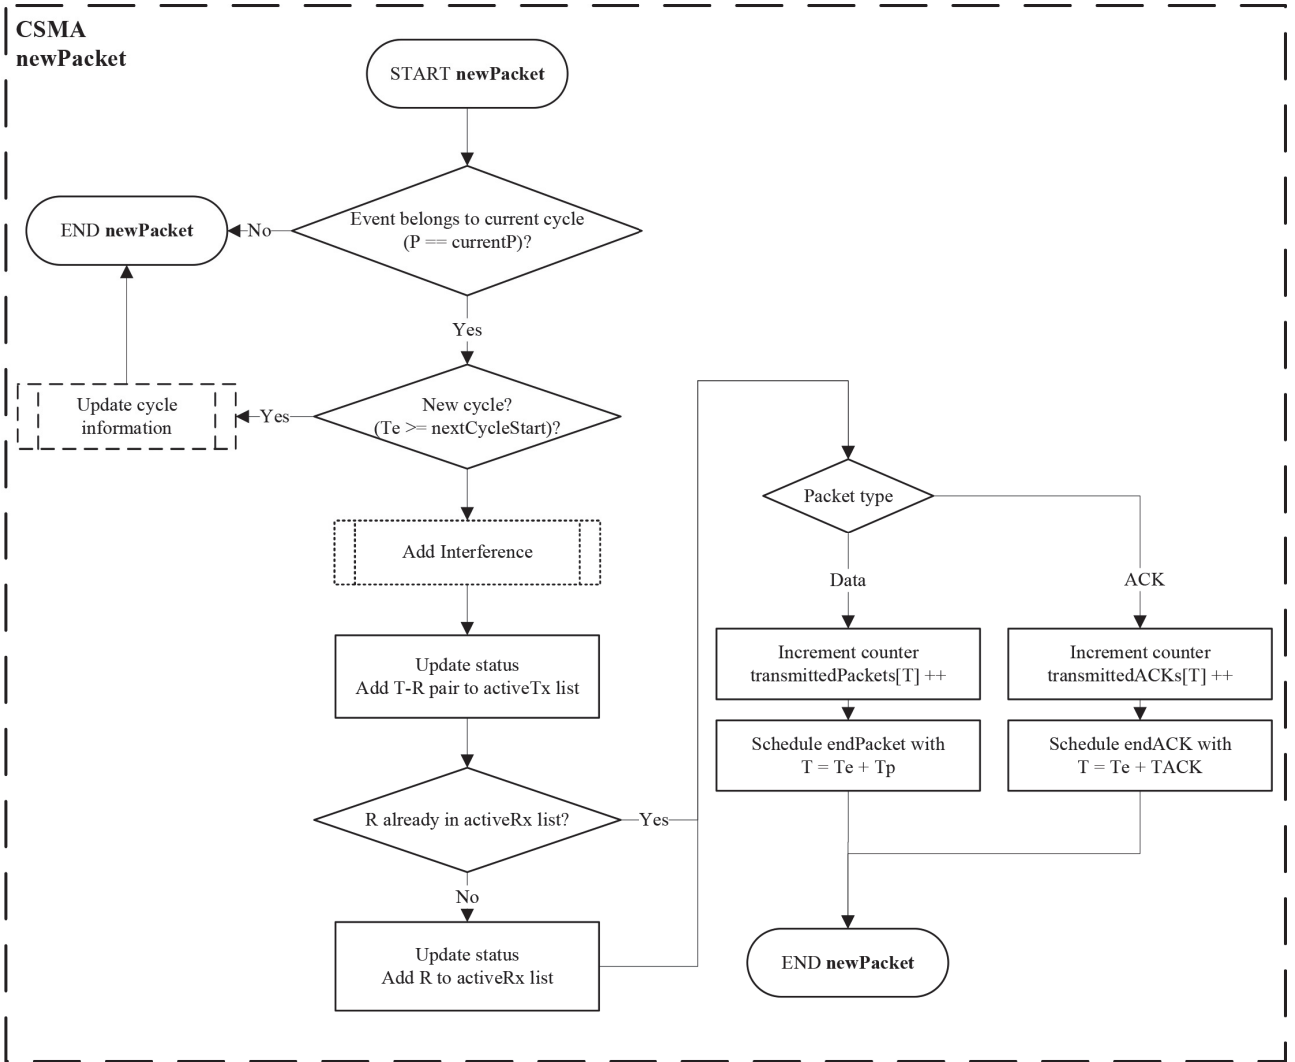 CSMA
newPacket
START newPacket
Event belongs to current cycle
(P == currentP)?
No
END newPacket
Yes
New cycle?
(Te >= nextCycleStart)?
Yes
Update cycle
information
Add Interference
Update status
Add T-R pair to activeTx list
R already in activeRx list?
Yes
No
Update status
Add R to activeRx list
Packet type
Data
ACK
Increment counter
transmittedPackets[T] ++
Increment counter
transmittedACKs[T] ++
Schedule endPacket with
T = Te + Tp
Schedule endACK with
T = Te + TACK
END newPacket